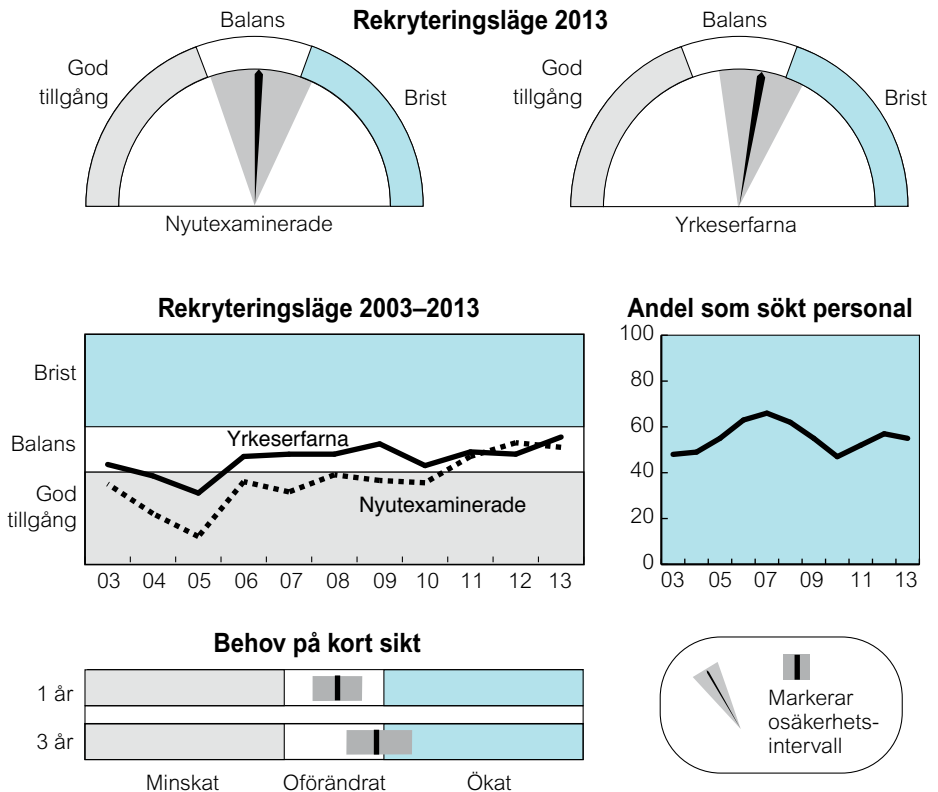 Rekryteringsläge 2013
Balans
God
tillgång
Brist
Nyutexaminerade
Balans
God
tillgång
Brist
Yrkeserfarna
Rekryteringsläge 2003–2013
Brist
Balans
God
tillgång
Yrkeserfarna
Nyutexaminerade
03 04 05 06 07 08 09 10 11 12 13
Andel som sökt personal
100
80
60
40
20
0
03 05 07 09 11 13
Behov på kort sikt
1 år
3 år
Minskat Oförändrat Ökat
Markerar
osäkerhets-
intervall